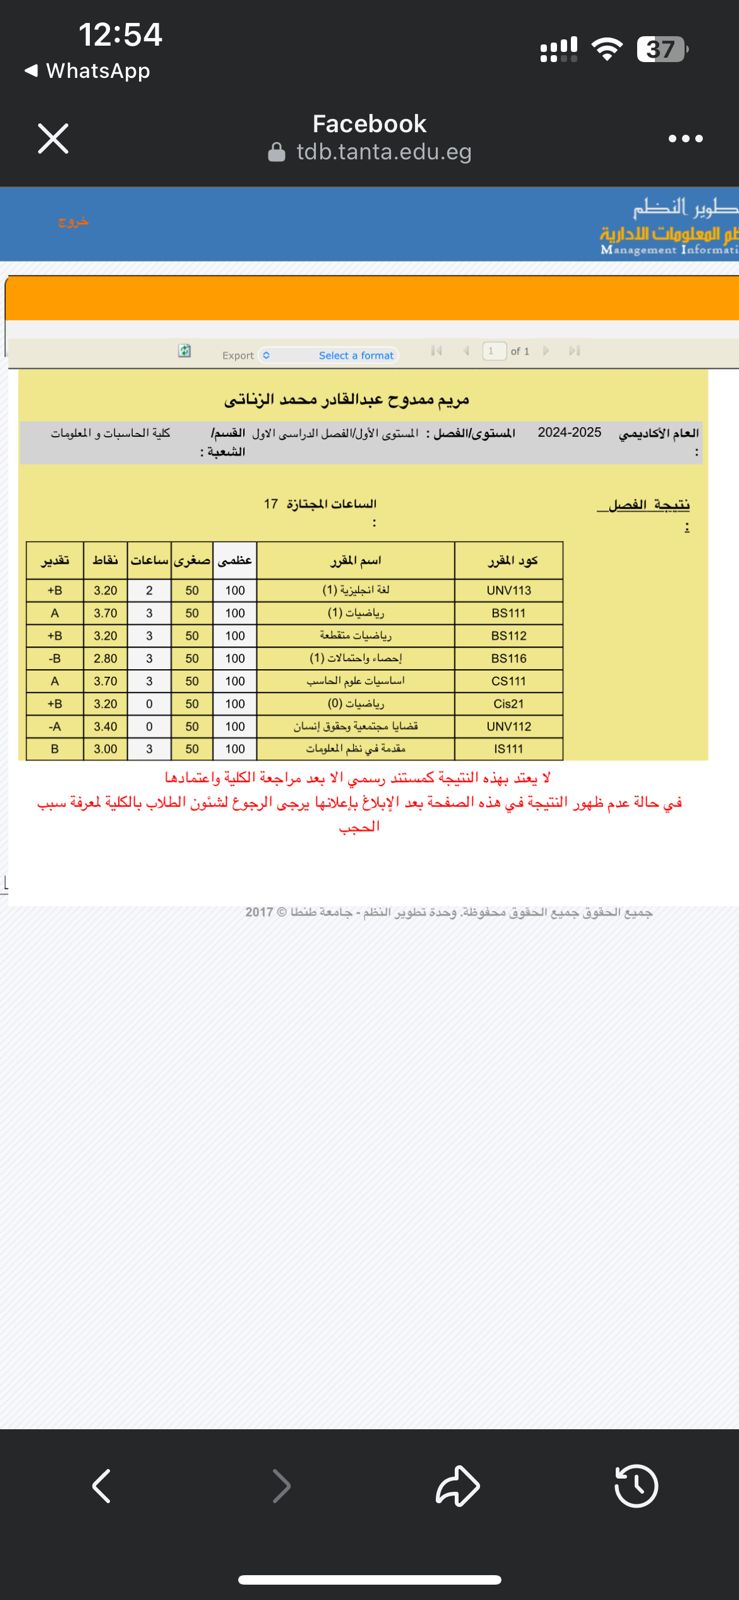 12:54
37
◀ WhatsApp
Facebook
tdb.tanta.edu.eg
خروج
طوير النظم
ظم المعلومات الادارية
Management Informati
Export Select a format 1 of 1
مريم ممدوح عبدالقادر محمد الزناتى
العام الأكاديمي : 2024-2025 المستوى/الفصل : المستوى الأول/الفصل الدراسى الاول القسم/الشعبة : كلية الحاسبات و المعلومات
نتيجة الفصل : الساعات المجتازة : 17
كود المقرر اسم المقرر عظمى صغرى ساعات نقاط تقدير
UNV113 لغة انجليزية (1) 100 50 2 3.20 B+
BS111 رياضيات (1) 100 50 3 3.70 A
BS112 رياضيات متقطعة 100 50 3 3.20 B+
BS116 إحصاء واحتمالات (1) 100 50 3 2.80 B-
CS111 اساسيات علوم الحاسب 100 50 3 3.70 A
Cis21 رياضيات (0) 100 50 0 3.20 B+
UNV112 قضايا مجتمعية وحقوق إنسان 100 50 0 3.40 A-
IS111 مقدمة في نظم المعلومات 100 50 3 3.00 B
لا يعتد بهذه النتيجة كمستند رسمي الا بعد مراجعة الكلية واعتمادها
في حالة عدم ظهور النتيجة في هذه الصفحة بعد الإبلاغ بإعلانها يرجى الرجوع لشئون الطلاب بالكلية لمعرفة سبب
الحجب
جميع الحقوق جميع الحقوق محفوظة. وحدة تطوير النظم - جامعة طنطا © 2017